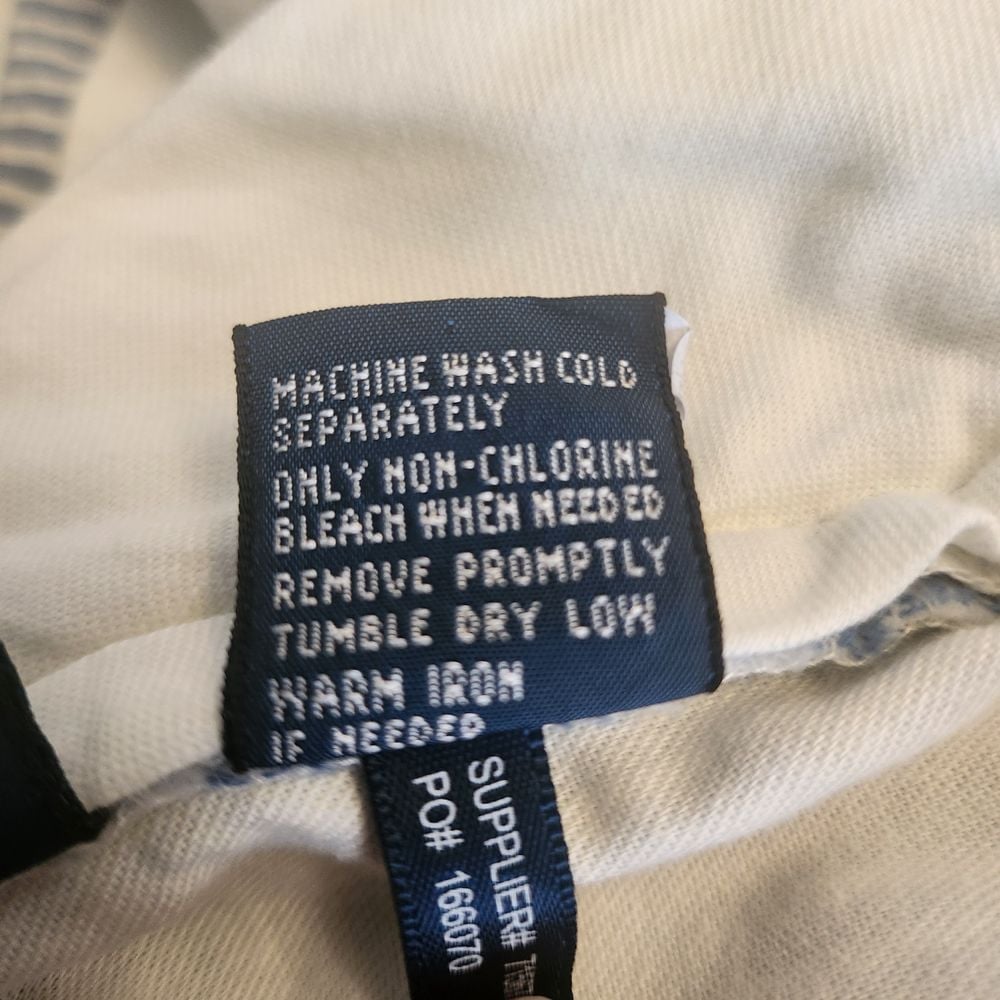 MACHINE WASH COLD
SEPARATELY
ONLY NON-CHLORINE
BLEACH WHEN NEEDED
REMOVE PROMPTLY
TUMBLE DRY LOW
WARM IRON
IF NEEDED
SUPPLIER#
PO# 166070